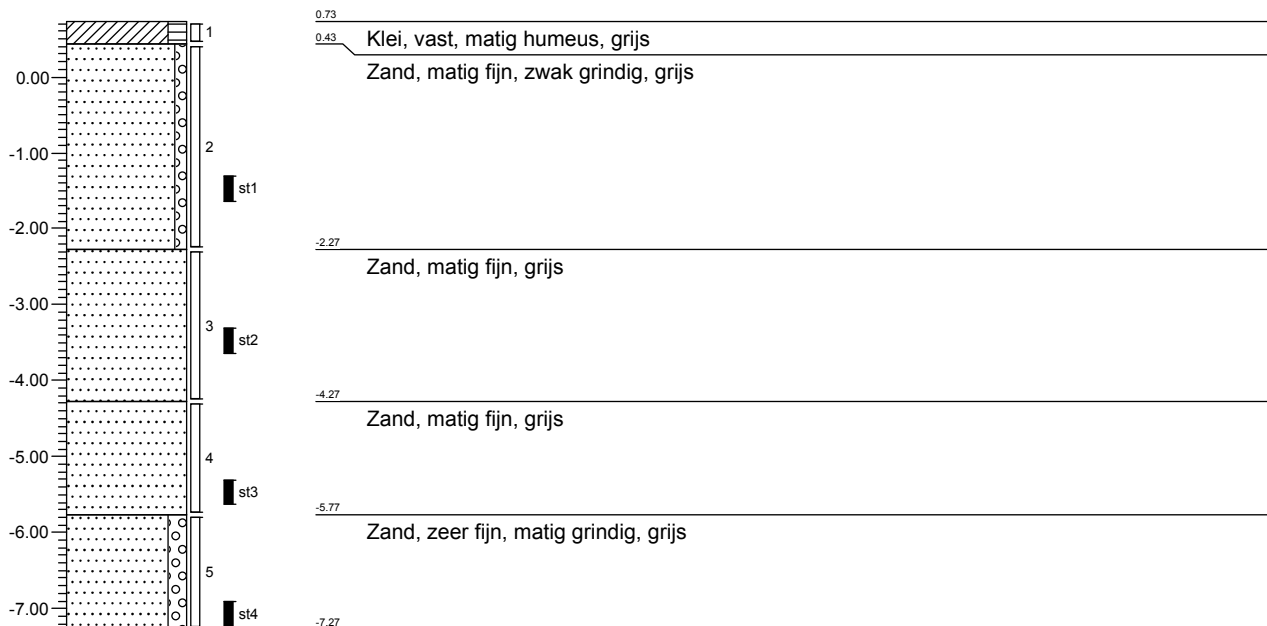 0.73
1
0.43
Klei, vast, matig humeus, grijs
Zand, matig fijn, zwak grindig, grijs
0.00
-1.00
2
st1
-2.00
-2.27
Zand, matig fijn, grijs
-3.00
3
st2
-4.00
-4.27
Zand, matig fijn, grijs
-5.00
4
st3
-5.77
-6.00
Zand, zeer fijn, matig grindig, grijs
5
-7.00
st4
-7.27